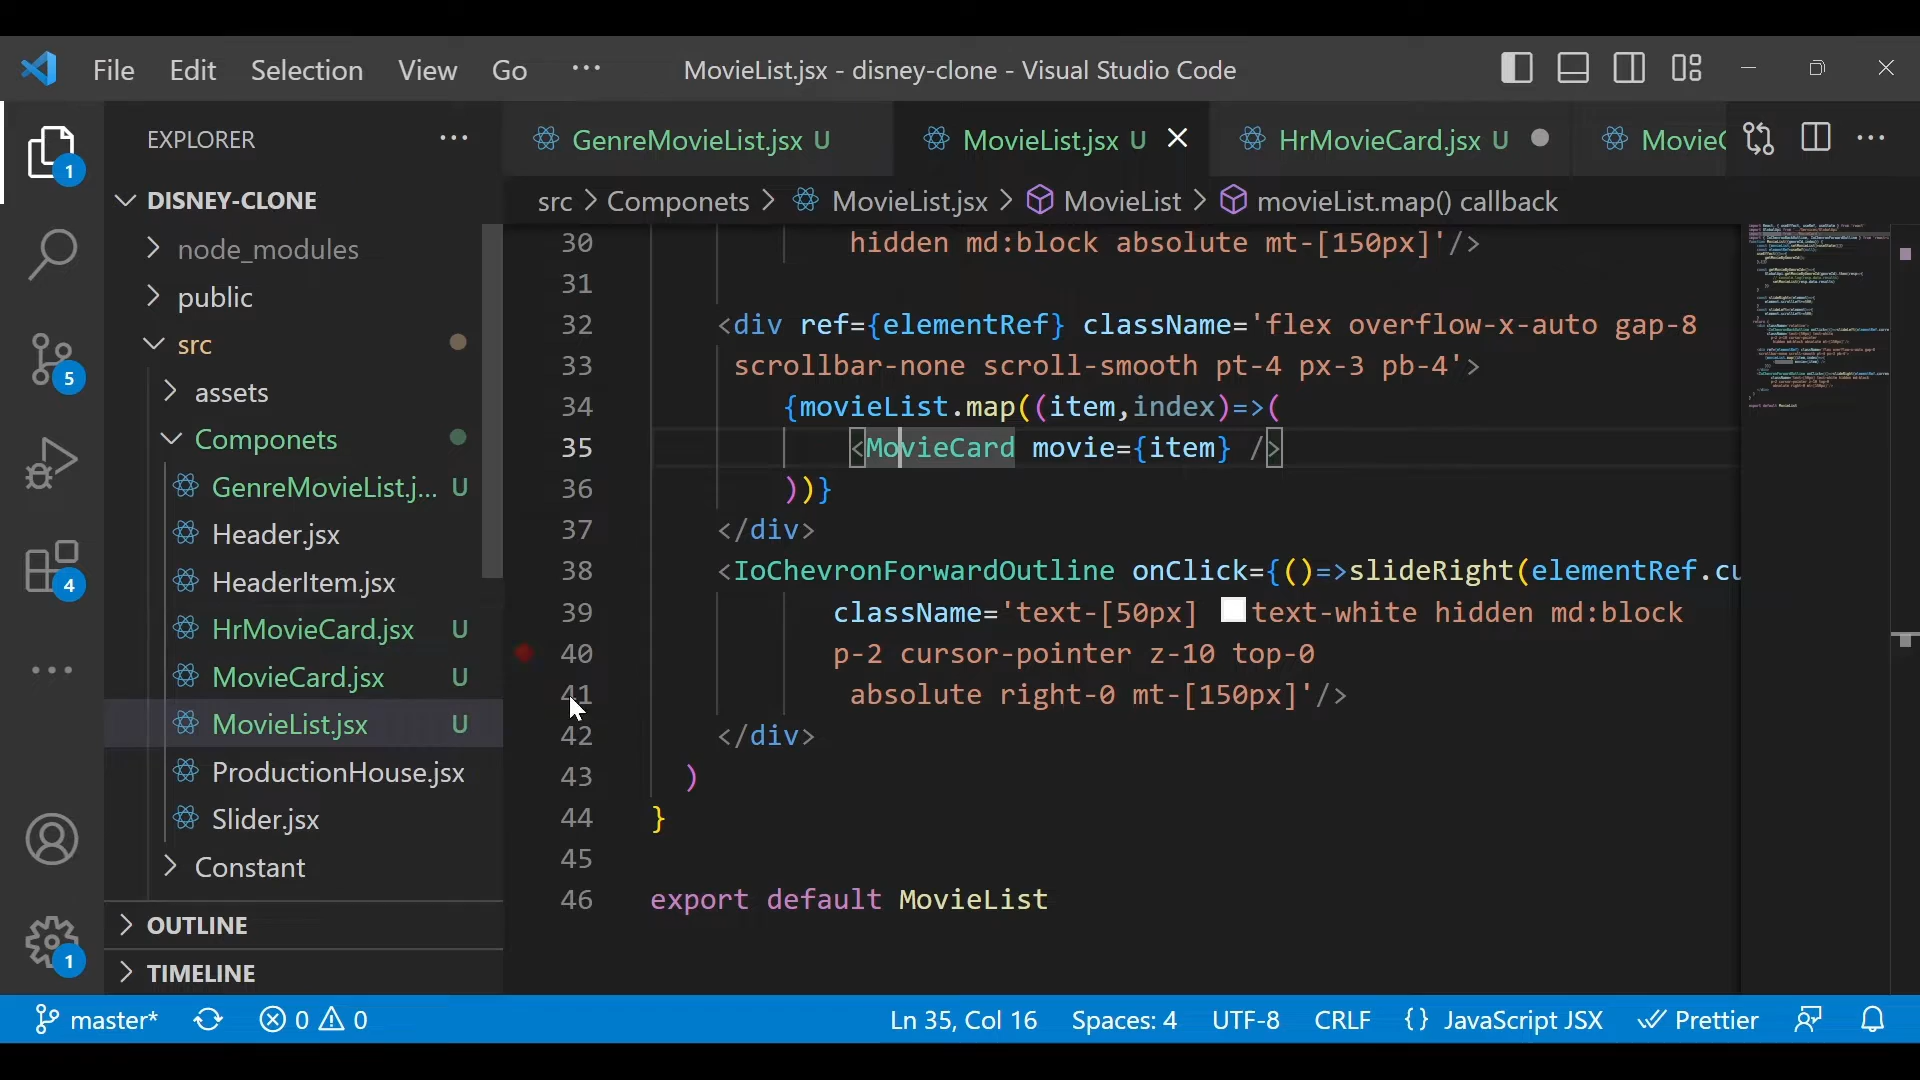 File Edit Selection View Go ··· MovieList.jsx - disney-clone - Visual Studio Code
EXPLORER ···
DISNEY-CLONE
node_modules
public
src
assets
Componets
GenreMovieList.j... U
Header.jsx
HeaderItem.jsx
HrMovieCard.jsx U
MovieCard.jsx U
MovieList.jsx U
ProductionHouse.jsx
Slider.jsx
Constant
OUTLINE
TIMELINE
1
5
4
1
GenreMovieList.jsx U MovieList.jsx U HrMovieCard.jsx U MovieC
src > Componets > MovieList.jsx > MovieList > movieList.map() callback
30 hidden md:block absolute mt-[150px]'/>
31
32 <div ref={elementRef} className='flex overflow-x-auto gap-8
33 scrollbar-none scroll-smooth pt-4 px-3 pb-4'>
34 {movieList.map((item,index)=>(
35 <MovieCard movie={item} />
36 ))}
37 </div>
38 <IoChevronForwardOutline onClick={()=>slideRight(elementRef.cu
39 className='text-[50px] text-white hidden md:block
40 p-2 cursor-pointer z-10 top-0
41 absolute right-0 mt-[150px]'/>
42 </div>
43 )
44 }
45
46 export default MovieList
master* 0 0 Ln 35, Col 16 Spaces: 4 UTF-8 CRLF {} JavaScript JSX Prettier